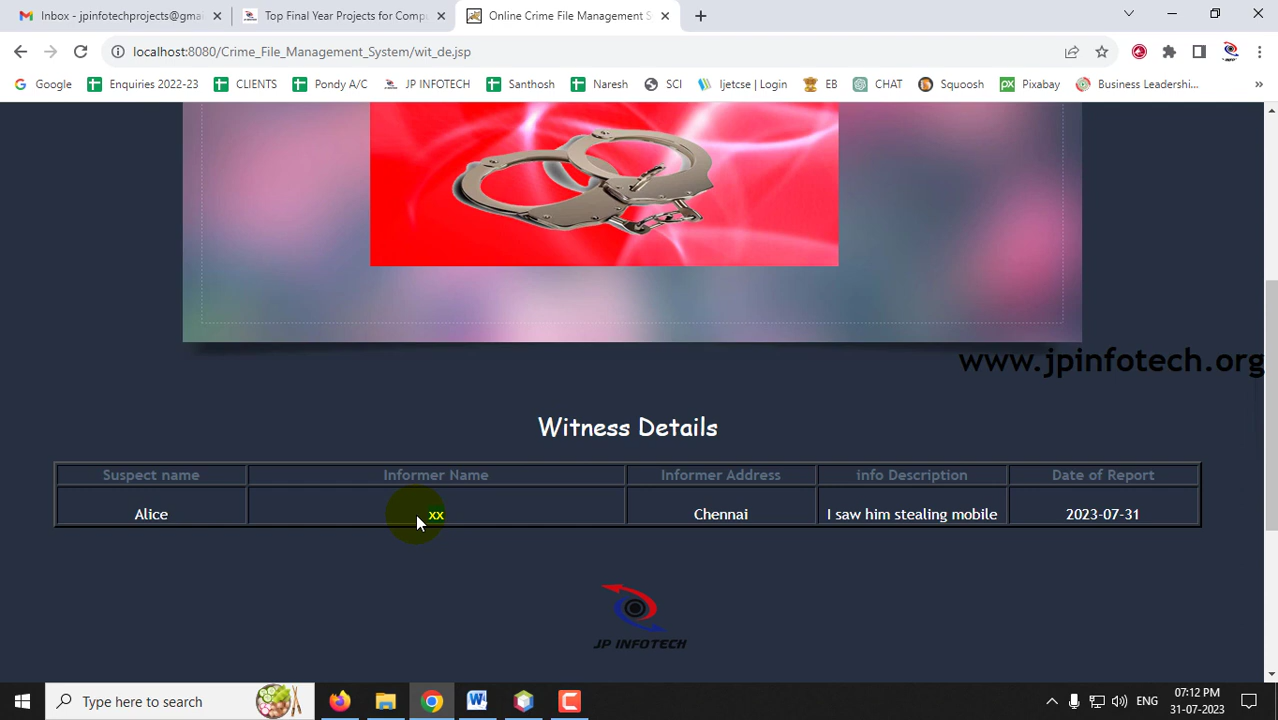 Inbox - jpinfotechprojects@gma
Top Final Year Projects for Compu
Online Crime File Management S
localhost:8080/Crime_File_Management_System/wit_de.jsp
Google
Enquiries 2022-23
CLIENTS
Pondy A/C
JP INFOTECH
Santhosh
Naresh
SCI
Ijetcse | Login
EB
CHAT
Squoosh
Pixabay
Business Leadershi...
www.jpinfotech.org
Witness Details
Suspect name Informer Name Informer Address info Description Date of Report
Alice xx Chennai I saw him stealing mobile 2023-07-31
JP INFOTECH
Type here to search
ENG
07:12 PM
31-07-2023